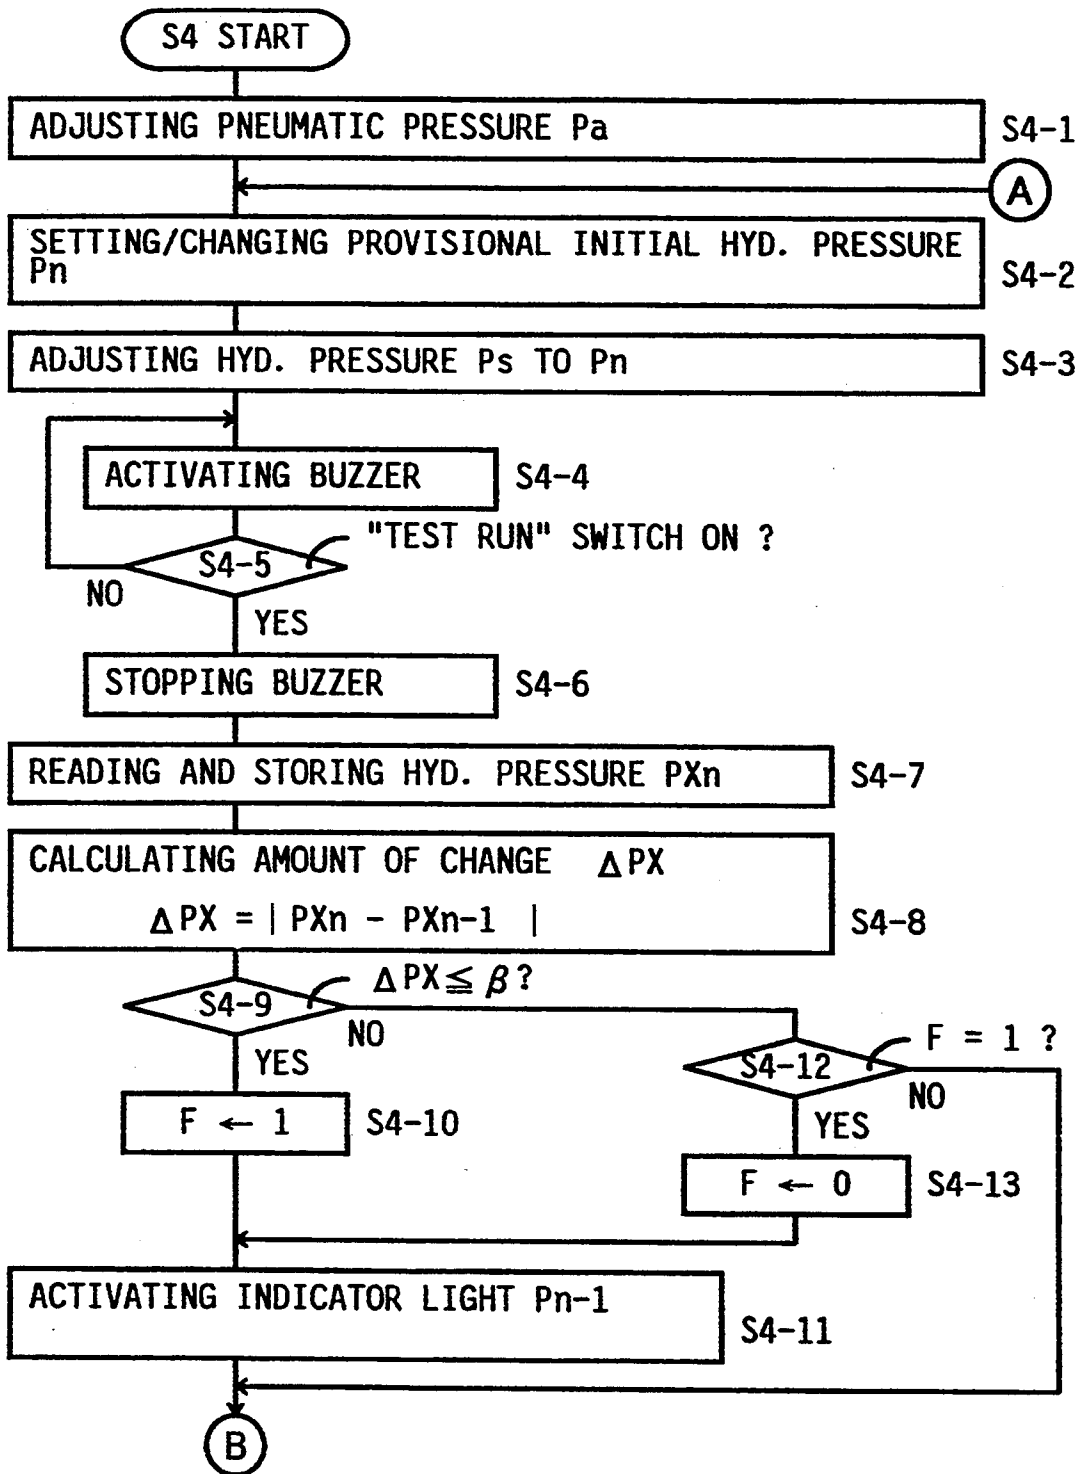 S4 START
ADJUSTING PNEUMATIC PRESSURE Pa
S4-1
A
SETTING/CHANGING PROVISIONAL INITIAL HYD. PRESSURE
Pn
S4-2
ADJUSTING HYD. PRESSURE Ps TO Pn
S4-3
ACTIVATING BUZZER
S4-4
"TEST RUN" SWITCH ON ?
S4-5
NO
YES
STOPPING BUZZER
S4-6
READING AND STORING HYD. PRESSURE PXn
S4-7
CALCULATING AMOUNT OF CHANGE ΔPX
ΔPX = | PXn - PXn-1 |
S4-8
ΔPX ≦ β?
S4-9
NO
YES
F = 1 ?
S4-12
NO
YES
F ← 1
S4-10
F ← 0
S4-13
ACTIVATING INDICATOR LIGHT Pn-1
S4-11
B